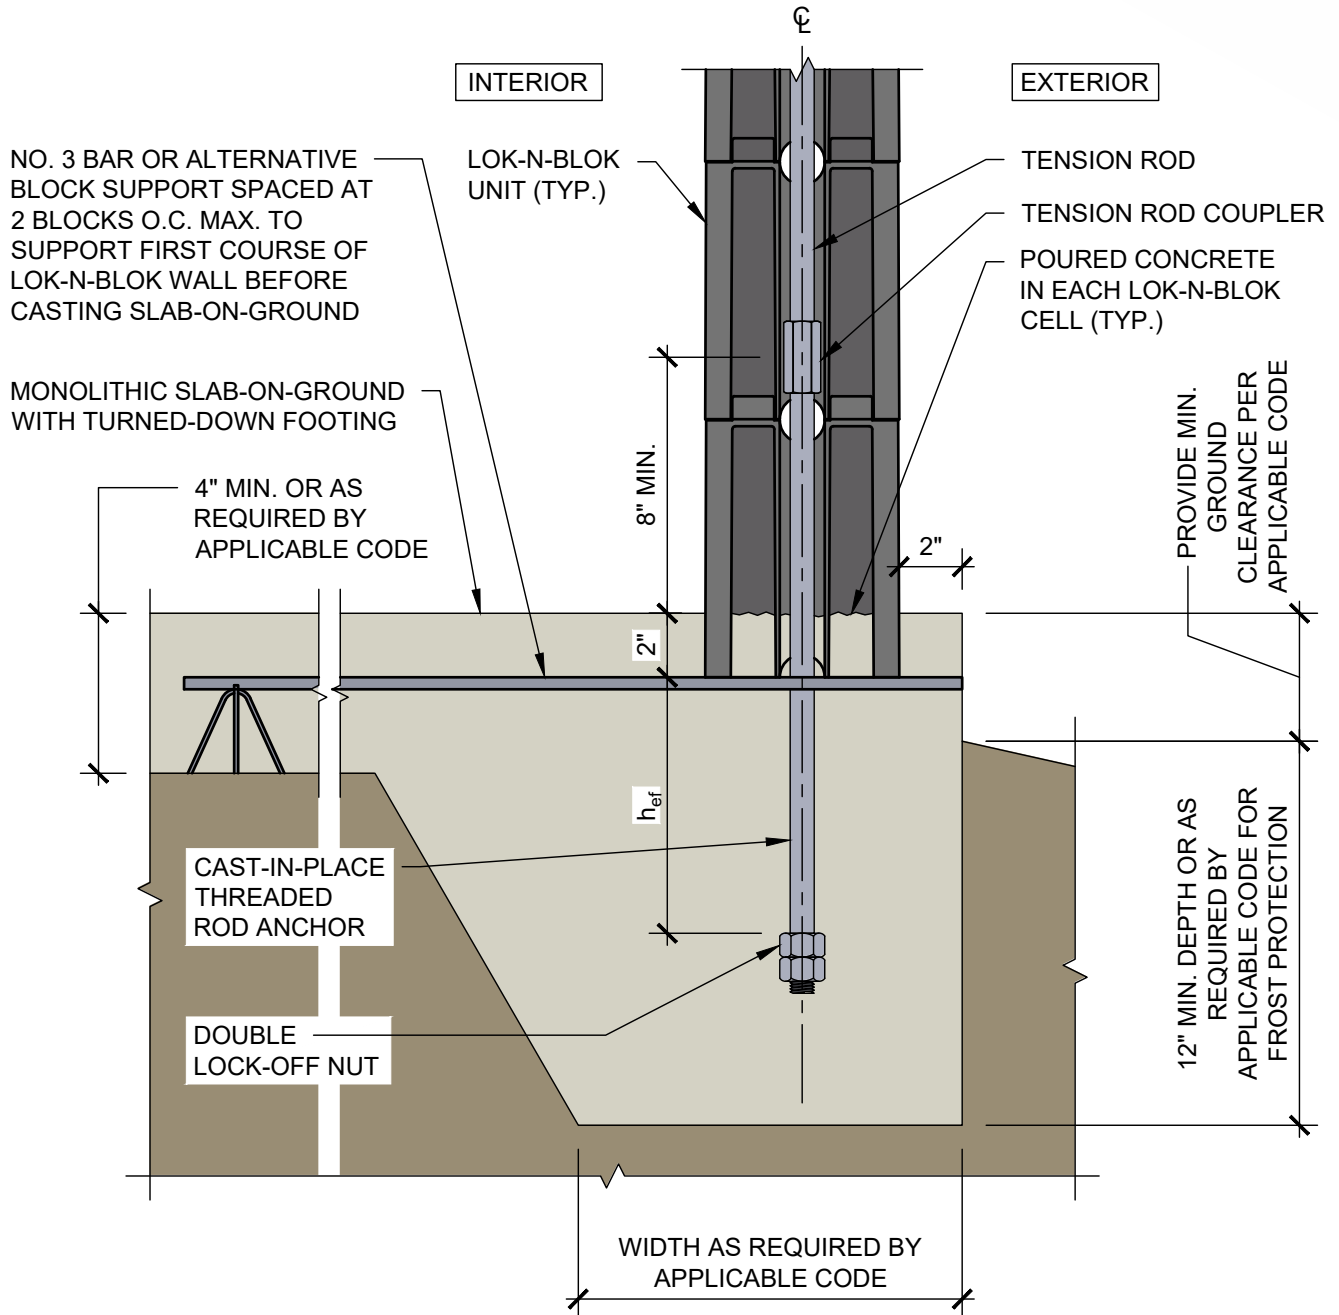 ℄
INTERIOR
EXTERIOR
NO. 3 BAR OR ALTERNATIVE
BLOCK SUPPORT SPACED AT
2 BLOCKS O.C. MAX. TO
SUPPORT FIRST COURSE OF
LOK-N-BLOK WALL BEFORE
CASTING SLAB-ON-GROUND
LOK-N-BLOK
UNIT (TYP.)
TENSION ROD
TENSION ROD COUPLER
POURED CONCRETE
IN EACH LOK-N-BLOK
CELL (TYP.)
MONOLITHIC SLAB-ON-GROUND
WITH TURNED-DOWN FOOTING
4" MIN. OR AS
REQUIRED BY
APPLICABLE CODE
8" MIN.
2"
2"
hef
PROVIDE MIN.
GROUND
CLEARANCE PER
APPLICABLE CODE
12" MIN. DEPTH OR AS
REQUIRED BY
APPLICABLE CODE FOR
FROST PROTECTION
CAST-IN-PLACE
THREADED
ROD ANCHOR
DOUBLE
LOCK-OFF NUT
WIDTH AS REQUIRED BY
APPLICABLE CODE